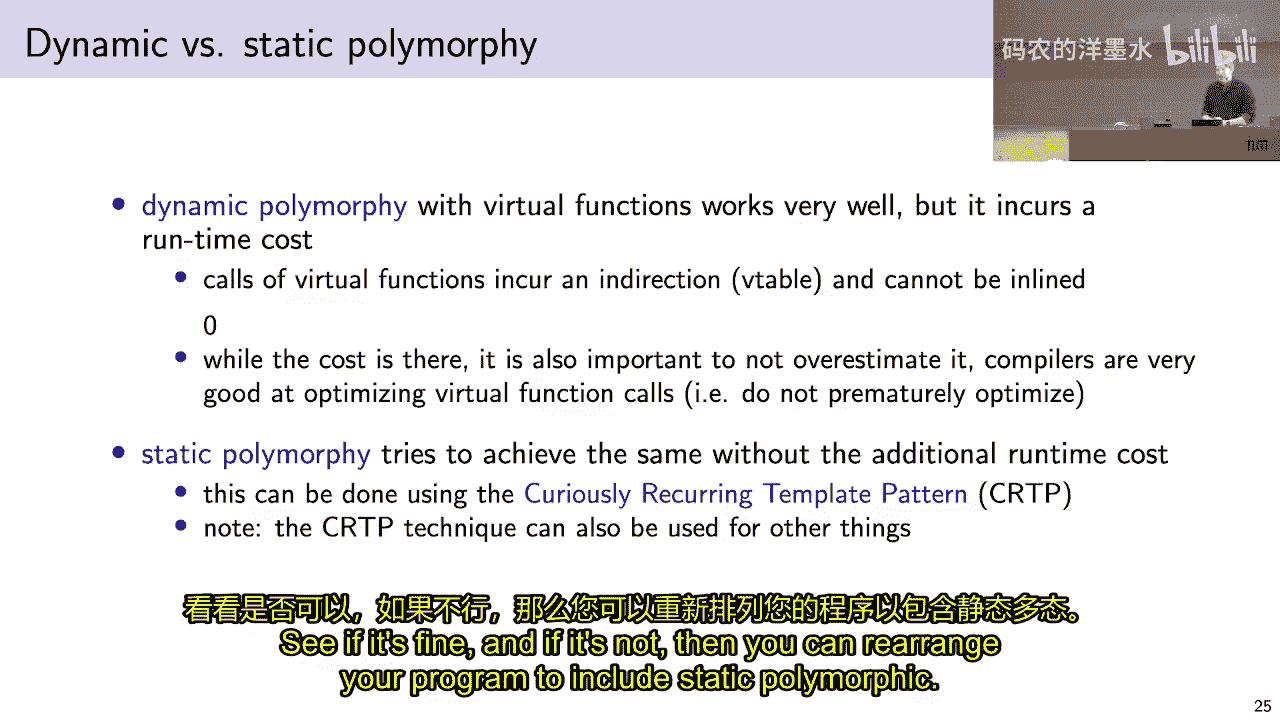 Dynamic vs. static polymorphy
码农的洋墨水 bilibili
• dynamic polymorphy with virtual functions works very well, but it incurs a
run-time cost
• calls of virtual functions incur an indirection (vtable) and cannot be inlined
0
• while the cost is there, it is also important to not overestimate it, compilers are very
good at optimizing virtual function calls (i.e. do not prematurely optimize)
• static polymorphy tries to achieve the same without the additional runtime cost
• this can be done using the Curiously Recurring Template Pattern (CRTP)
• note: the CRTP technique can also be used for other things
看看是否可以，如果不行，那么您可以重新排列您的程序以包含静态多态。
See if it's fine, and if it's not, then you can rearrange
your program to include static polymorphic.
25